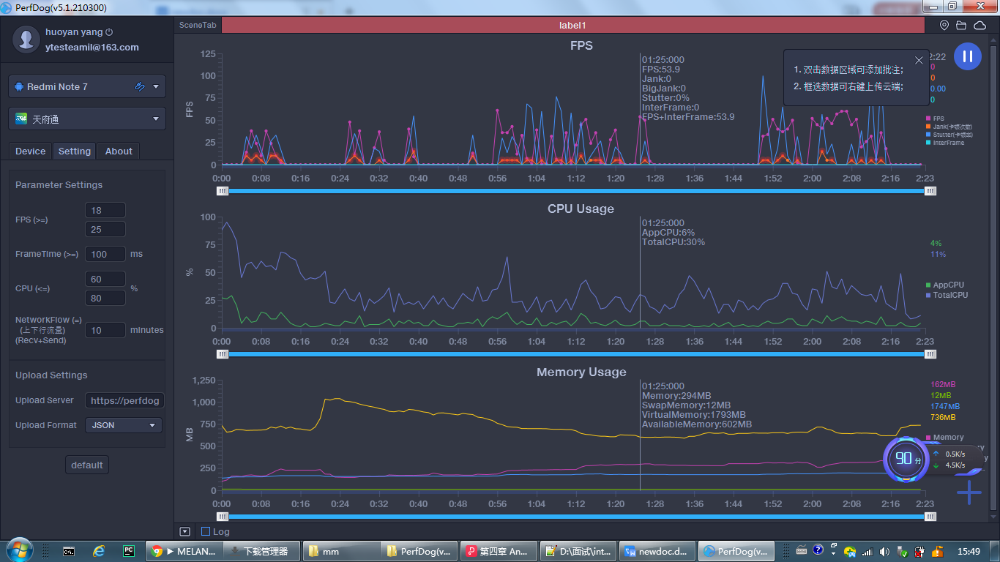 PerfDog(v5.1.210300)
huoyan yang
ytesteamil@163.com
Redmi Note 7
天府通
Device Setting About
Parameter Settings
FPS (>=)
18
25
FrameTIme (>=) 100 ms
CPU (<=)
60
80
%
NetworkFlow (=)
(上下行流量)
(Recv+Send)
10 minutes
Upload Settings
Upload Server https://perfdog
Upload Format JSON
default
SceneTab
label1
FPS
1. 双击数据区域可添加批注;
2. 框选数据可右键上传云端;
2:22
0
0
0.00
0
125
100
75
50
25
0
FPS
01:25:000
FPS:53.9
Jank:0
BigJank:0
Stutter:0%
InterFrame:0
FPS+InterFrame:53.9
FPS
Jank(卡顿次数)
Stutter(卡顿率)
InterFrame
0:00 0:08 0:16 0:24 0:32 0:40 0:48 0:56 1:04 1:12 1:20 1:28 1:36 1:44 1:52 2:00 2:08 2:16 2:23
CPU Usage
100
75
50
25
0
%
01:25:000
AppCPU:6%
TotalCPU:30%
4%
11%
AppCPU
TotalCPU
0:00 0:08 0:16 0:24 0:32 0:40 0:48 0:56 1:04 1:12 1:20 1:28 1:36 1:44 1:52 2:00 2:08 2:16 2:23
Memory Usage
1,250
1,000
750
500
250
0
MB
01:25:000
Memory:294MB
SwapMemory:12MB
VirtualMemory:1793MB
AvailableMemory:602MB
162MB
12MB
1747MB
736MB
Memory
90分
0.5K/s
4.5K/s
0:00 0:08 0:16 0:24 0:32 0:40 0:48 0:56 1:04 1:12 1:20 1:28 1:36 1:44 1:52 2:00 2:08 2:16 2:23
Log
► MELAN...
下载管理器
mm
PerfDog(v...
第四章 An...
D:\面试\int...
newdoc.d...
PerfDog(v...
15:49